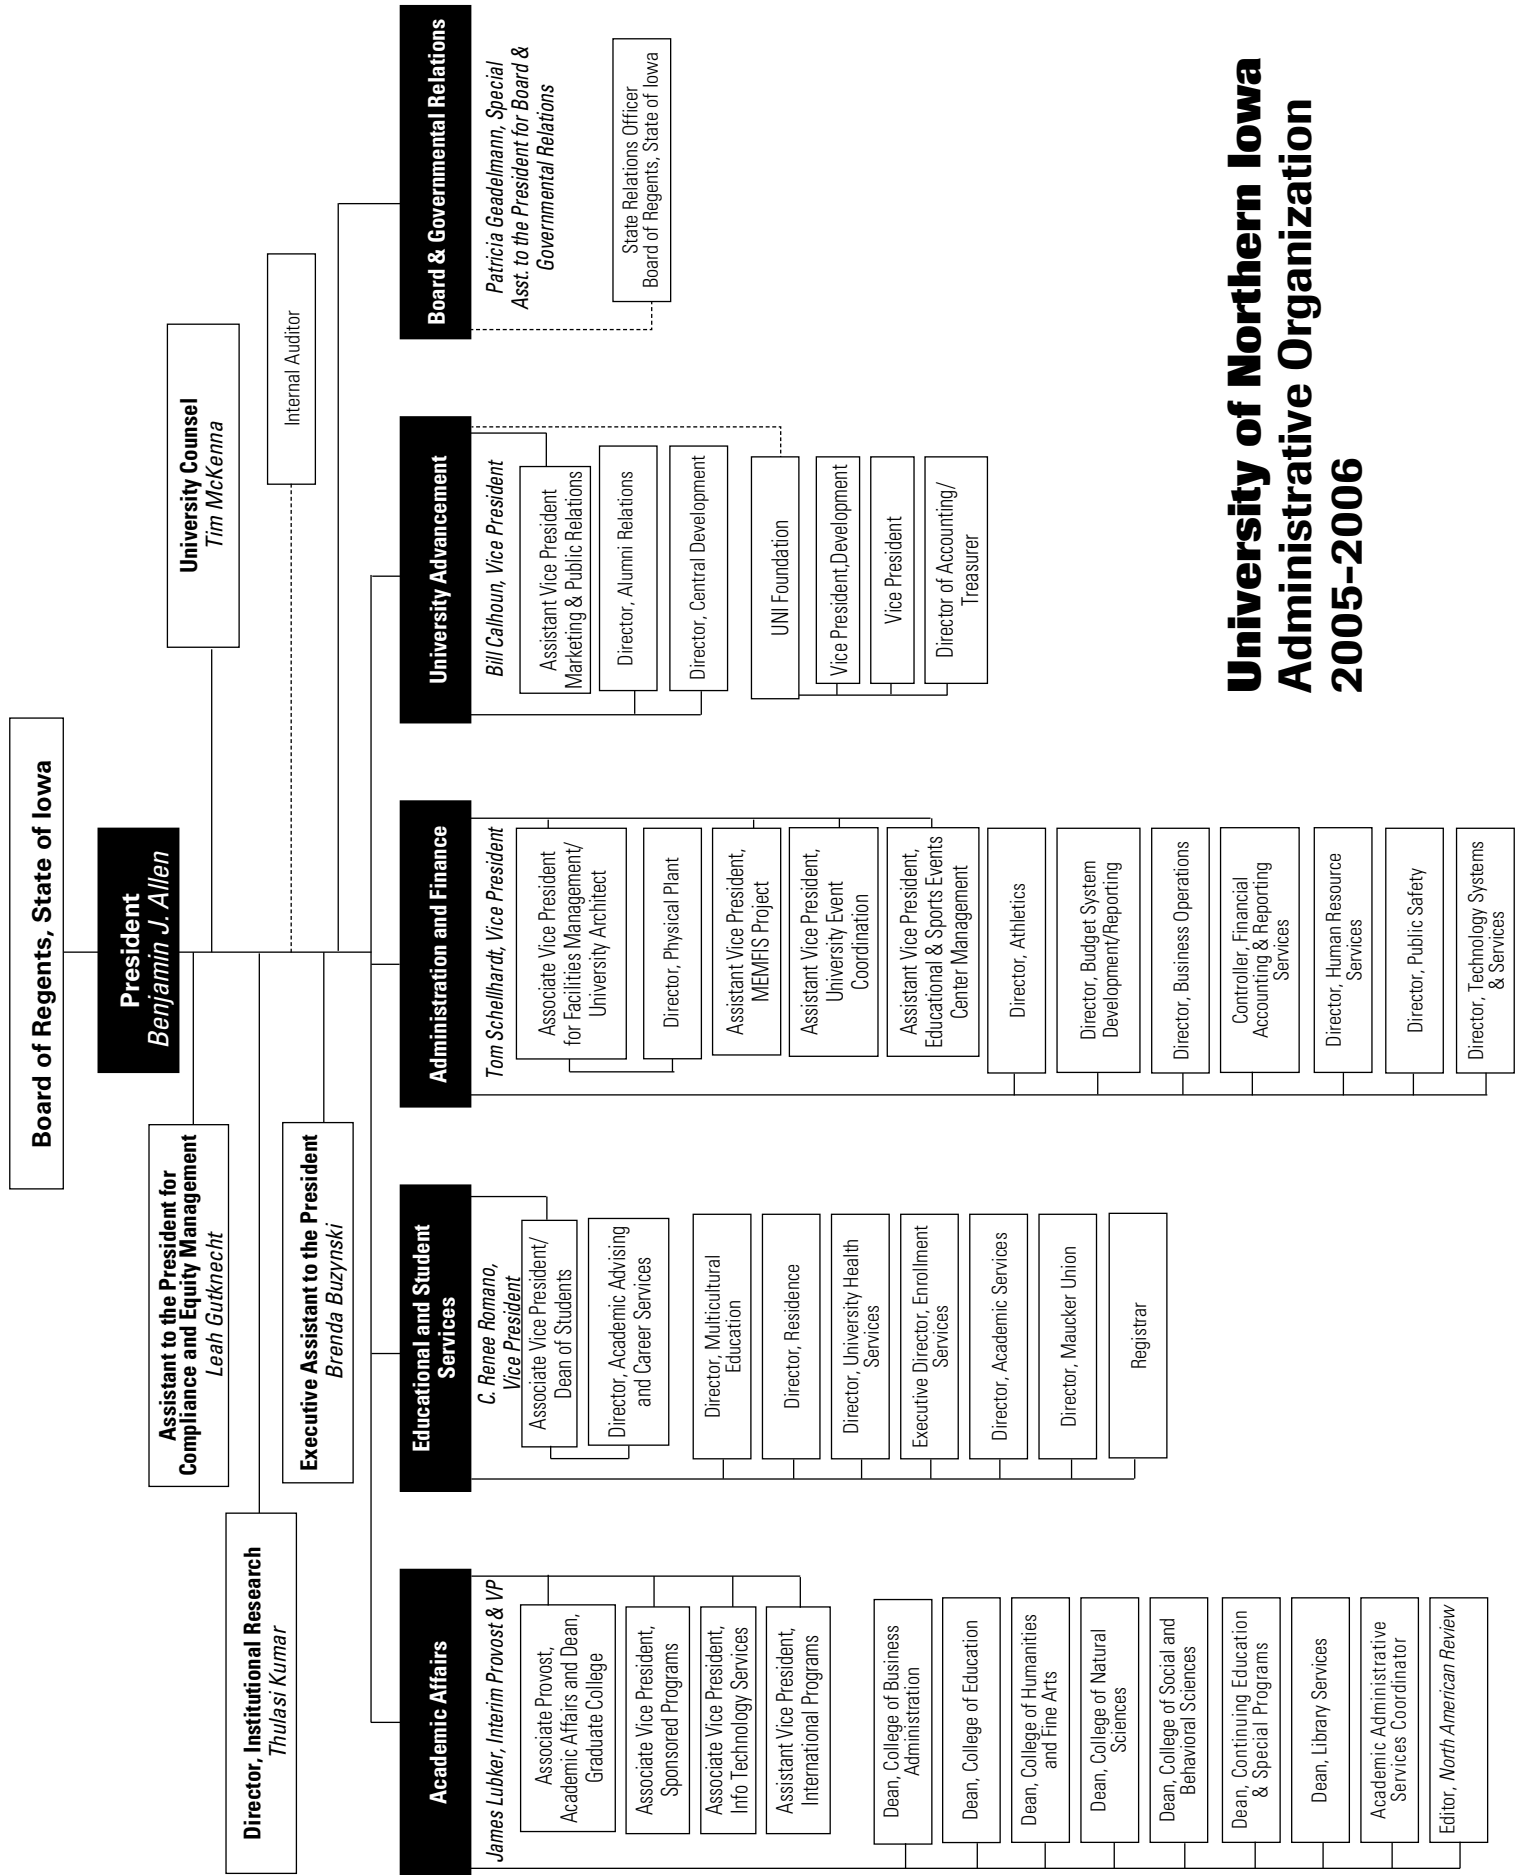 Board of Regents, State of Iowa
President
Benjamin J. Allen
Assistant to the President for
Compliance and Equity Management
Leah Gutknecht
University Counsel
Tim McKenna
Director, Institutional Research
Thulasi Kumar
Internal Auditor
Executive Assistant to the President
Brenda Buzynski
Academic Affairs
James Lubker, Interim Provost & VP
Associate Provost,
Academic Affairs and Dean,
Graduate College
Associate Vice President,
Sponsored Programs
Associate Vice President,
Info Technology Services
Assistant Vice President,
International Programs
Dean, College of Business
Administration
Dean, College of Education
Dean, College of Humanities
and Fine Arts
Dean, College of Natural
Sciences
Dean, College of Social and
Behavioral Sciences
Dean, Continuing Education
& Special Programs
Dean, Library Services
Academic Administrative
Services Coordinator
Editor, North American Review
Educational and Student
Services
C. Renee Romano,
Vice President
Associate Vice President/
Dean of Students
Director, Academic Advising
and Career Services
Director, Multicultural
Education
Director, Residence
Director, University Health
Services
Executive Director, Enrollment
Services
Director, Academic Services
Director, Maucker Union
Registrar
Administration and Finance
Tom Schellhardt, Vice President
Associate Vice President
for Facilities Management/
University Architect
Director, Physical Plant
Assistant Vice President,
MEMFIS Project
Assistant Vice President,
University Event
Coordination
Assistant Vice President,
Educational & Sports Events
Center Management
Director, Athletics
Director, Budget System
Development/Reporting
Director, Business Operations
Controller, Financial
Accounting & Reporting
Services
Director, Human Resource
Services
Director, Public Safety
Director, Technology Systems
& Services
University Advancement
Bill Calhoun, Vice President
Assistant Vice President
Marketing & Public Relations
Director, Alumni Relations
Director, Central Development
UNI Foundation
Vice President,Development
Vice President
Director of Accounting/
Treasurer
Board & Governmental Relations
Patricia Geadelmann, Special
Asst. to the President for Board &
Governmental Relations
State Relations Officer
Board of Regents, State of Iowa
University of Northern Iowa
Administrative Organization
2005–2006